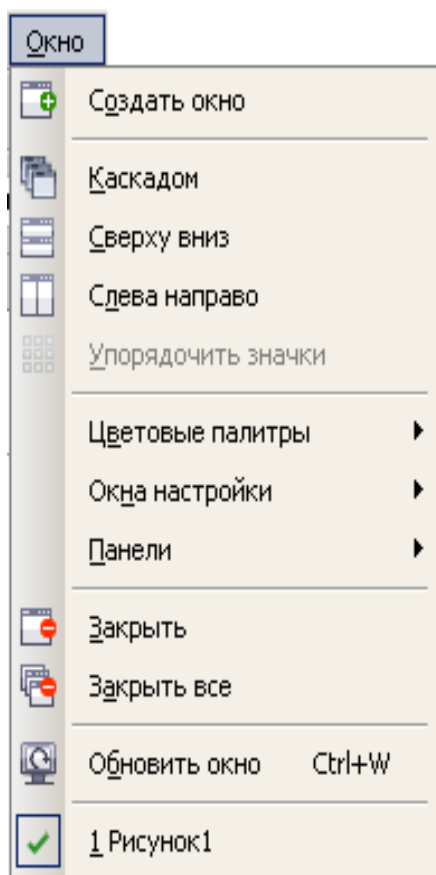 Окно
Создать окно
Каскадом
Сверху вниз
Слева направо
Упорядочить значки
Цветовые палитры
Окна настройки
Панели
Закрыть
Закрыть все
Обновить окно Ctrl+W
1 Рисунок1